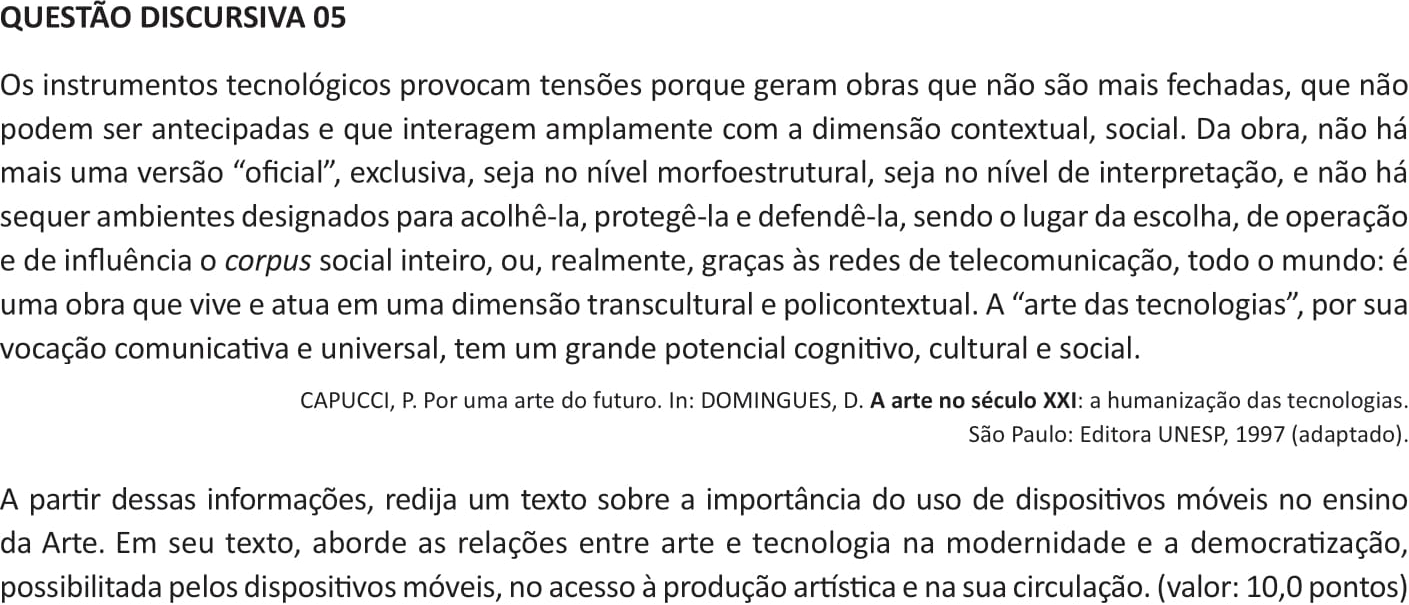 QUESTÃO DISCURSIVA 05
Os instrumentos tecnológicos provocam tensões porque geram obras que não são mais fechadas, que não
podem ser antecipadas e que interagem amplamente com a dimensão contextual, social. Da obra, não há
mais uma versão “oficial”, exclusiva, seja no nível morfoestrutural, seja no nível de interpretação, e não há
sequer ambientes designados para acolhê-la, protegê-la e defendê-la, sendo o lugar da escolha, de operação
e de influência o corpus social inteiro, ou, realmente, graças às redes de telecomunicação, todo o mundo: é
uma obra que vive e atua em uma dimensão transcultural e policontextual. A “arte das tecnologias”, por sua
vocação comunicativa e universal, tem um grande potencial cognitivo, cultural e social.
CAPUCCI, P. Por uma arte do futuro. In: DOMINGUES, D. A arte no século XXI: a humanização das tecnologias.
São Paulo: Editora UNESP, 1997 (adaptado).
A partir dessas informações, redija um texto sobre a importância do uso de dispositivos móveis no ensino
da Arte. Em seu texto, aborde as relações entre arte e tecnologia na modernidade e a democratização,
possibilitada pelos dispositivos móveis, no acesso à produção artística e na sua circulação. (valor: 10,0 pontos)